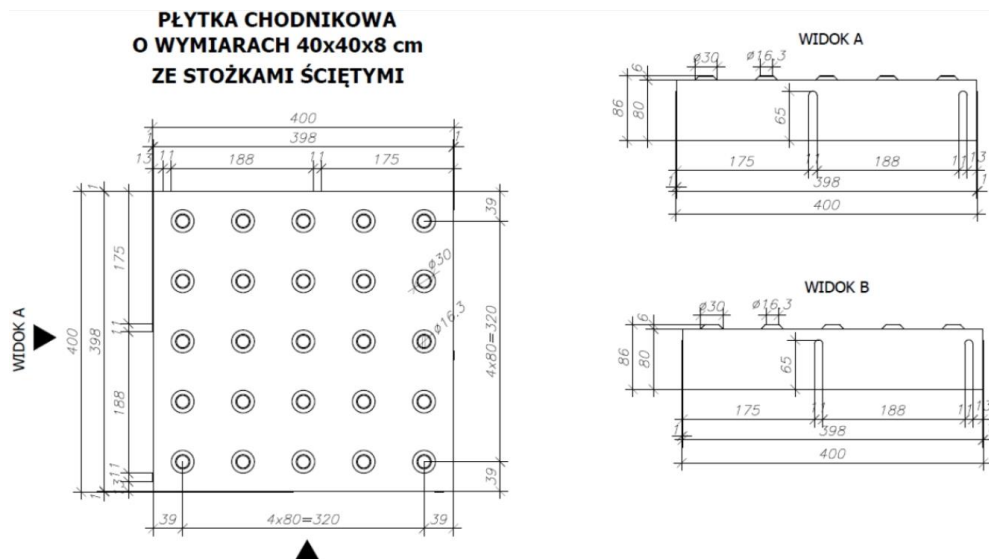 PŁYTKA CHODNIKOWA
O WYMIARACH 40x40x8 cm
ZE STOŻKAMI ŚCIĘTYMI
400
1 398 1
13 11 188 11 175
WIDOK A
400
398
1
175
11
188
11
13
1
39
ø30
ø16.3
4x80=320
39
39 4x80=320 39
WIDOK A
ø30 ø16.3
6
86
80
65
175 11 188 11 13
1 398 1
400
WIDOK B
ø30 ø16.3
6
86
80
65
175 11 188 11 13
1 398
400